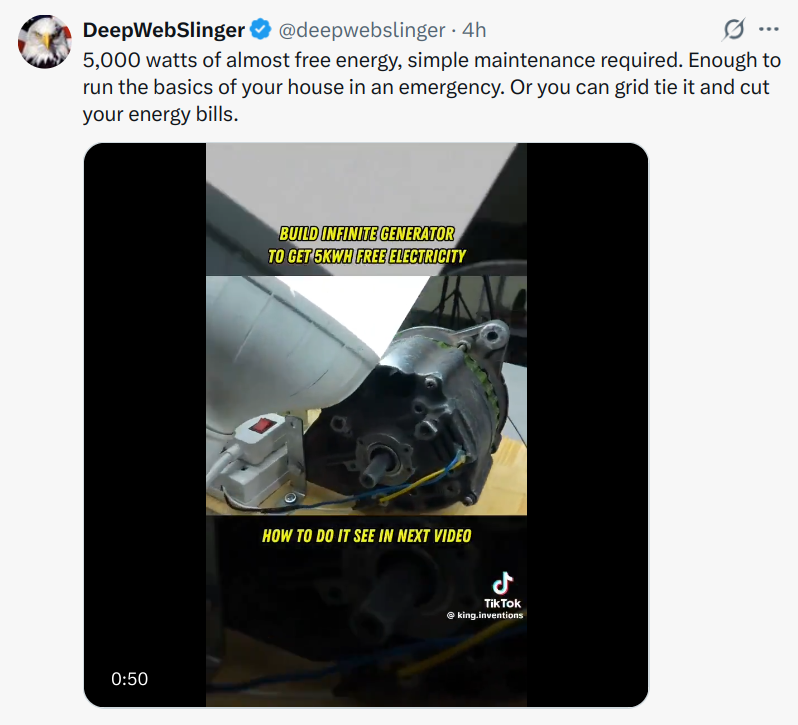 DeepWebSlinger @deepwebslinger · 4h
5,000 watts of almost free energy, simple maintenance required. Enough to
run the basics of your house in an emergency. Or you can grid tie it and cut
your energy bills.
BUILD INFINITE GENERATOR
TO GET 5KWH FREE ELECTRICITY
HOW TO DO IT SEE IN NEXT VIDEO
TikTok
@ king.inventions
0:50